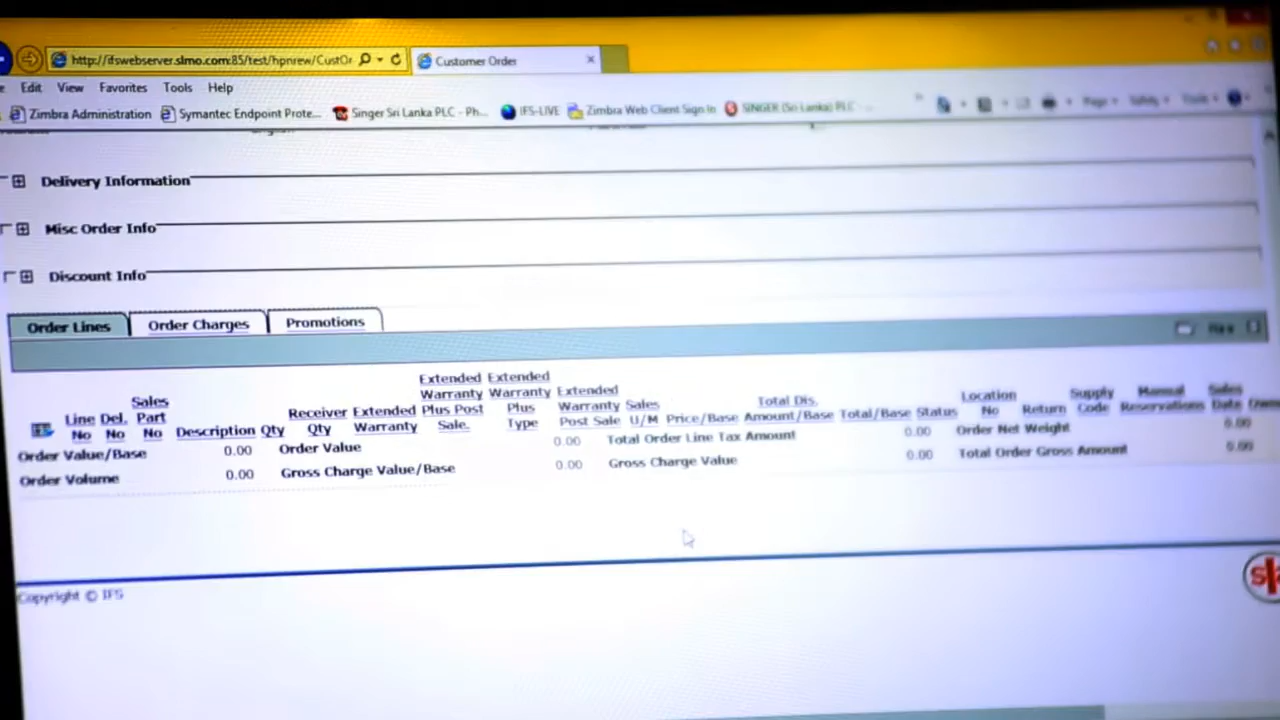 http://ifswebserver.slmo.com:85/test/hpnrew/CustOr
Customer Order
Edit View Favorites Tools Help
Zimbra Administration Symantec Endpoint Prote... Singer Sri Lanka PLC - Ph... IFS-LIVE Zimbra Web Client Sign In SINGER (Sri Lanka) PLC - Page Safety Tools
Delivery Information
Misc Order Info
Discount Info
Order Lines Order Charges Promotions
Line No Del. No Sales Part No Description Qty Receiver Qty Extended Warranty Extended Warranty Plus Post Sale. Extended Warranty Plus Type Extended Warranty Post Sale Sales U/M Price/Base Total Dis. Amount/Base Total/Base Status Location No Return Supply Code Manual Reservations Sales Date
Order Value/Base 0.00 Order Value 0.00 Total Order Line Tax Amount 0.00 Order Net Weight 0.00
Order Volume 0.00 Gross Charge Value/Base 0.00 Gross Charge Value 0.00 Total Order Gross Amount 0.00
Copyright © IFS